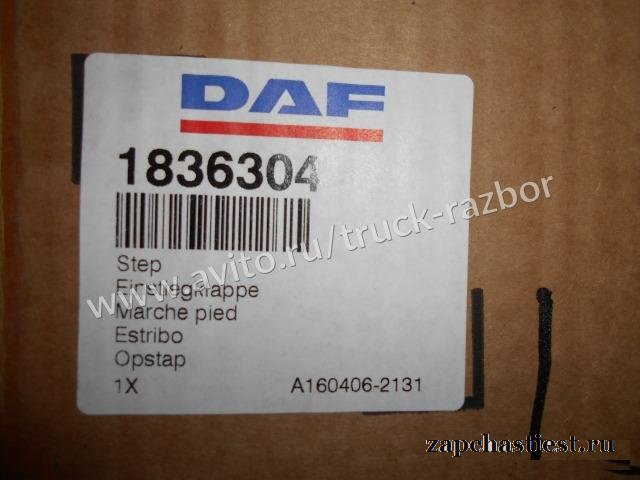 DAF
1836304
www.avito.ru/truck-razbor
Step
Einstiegklappe
Marche pied
Estribo
Opstap
1X A160406-2131
zapchastiest.ru